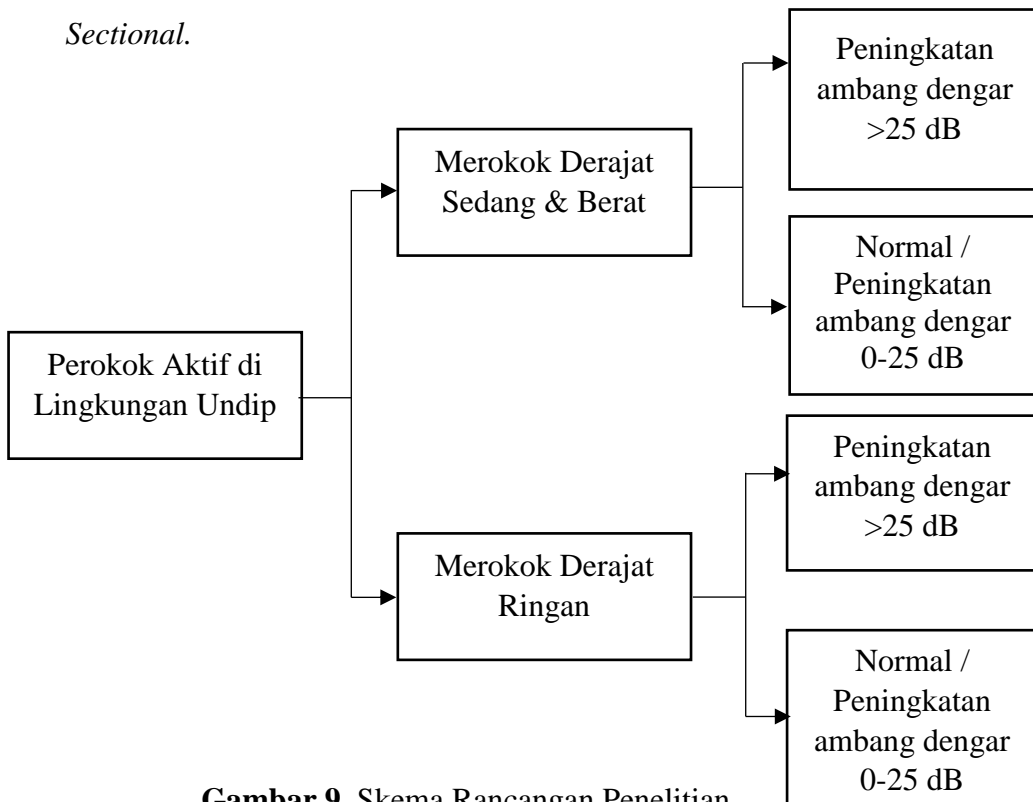 Sectional.
Peningkatan
ambang dengar
>25 dB
Merokok Derajat
Sedang & Berat
Normal /
Peningkatan
ambang dengar
0-25 dB
Perokok Aktif di
Lingkungan Undip
Peningkatan
ambang dengar
>25 dB
Merokok Derajat
Ringan
Normal /
Peningkatan
ambang dengar
0-25 dB
Gambar 9. Skema Rancangan Penelitian